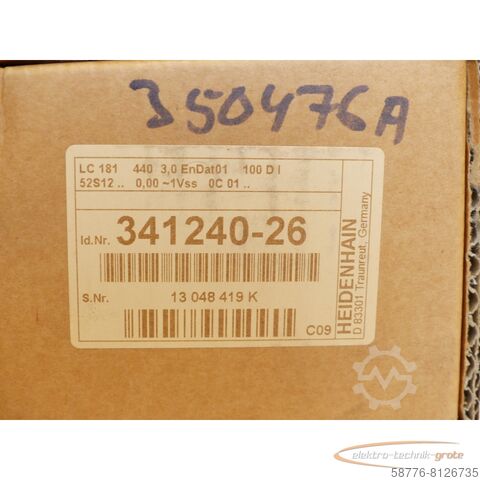 350476A
LC 181 440 3,0 EnDat01 100 D I
52S12 .. 0,00 ~1Vss 0C 01 ..
Id.Nr. 341240-26
S.Nr. 13 048 419 K
C09
HEIDENHAIN
D 83301 Traunreut, Germany
elektro-technik-grote
58776-8126735